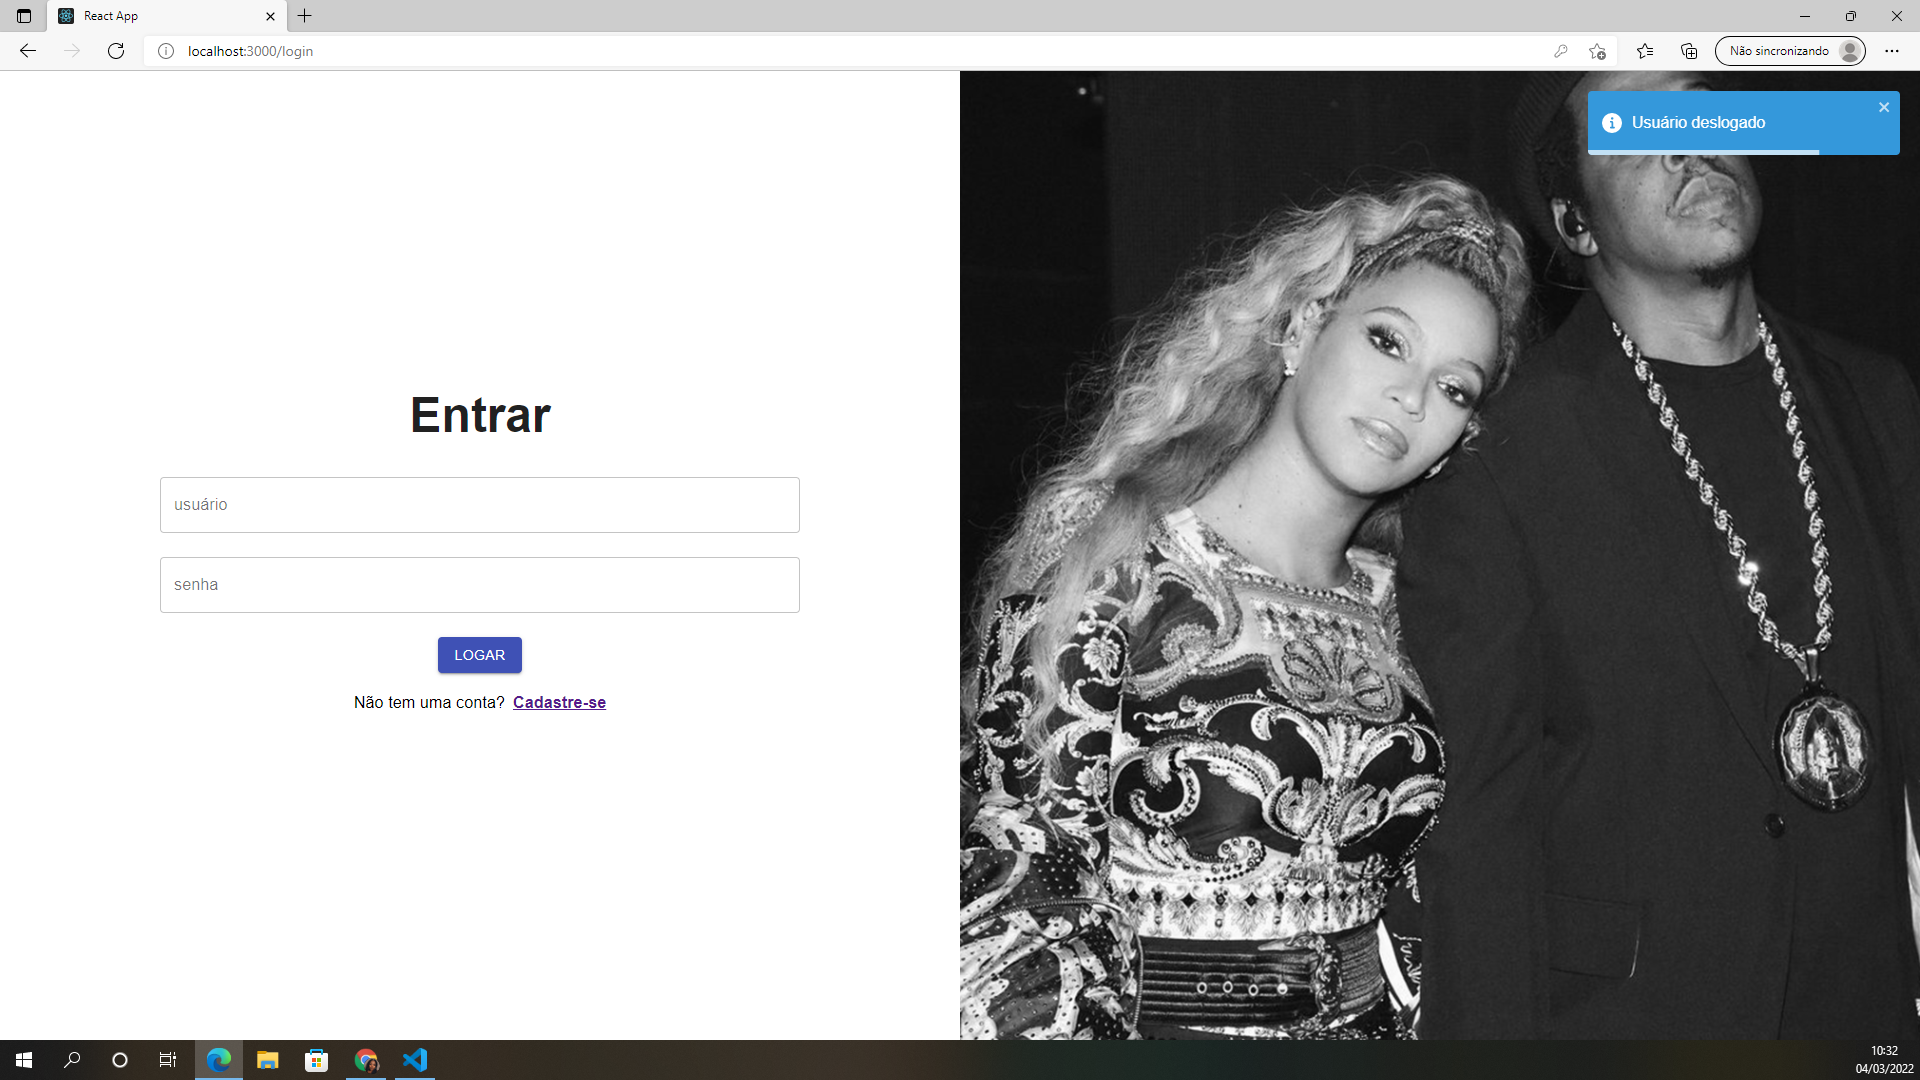 React App
localhost:3000/login
Não sincronizando
Usuário deslogado
Entrar
usuário
senha
LOGAR
Não tem uma conta? Cadastre-se
10:32
04/03/2022